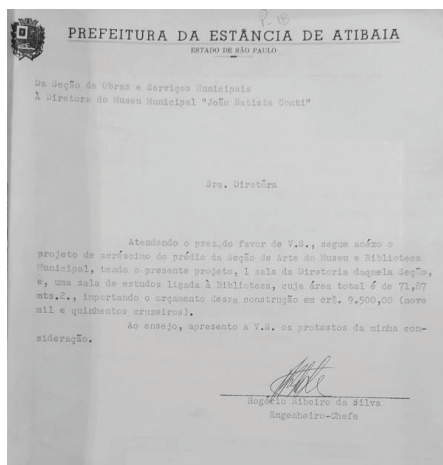 P. 18
PREFEITURA DA ESTÂNCIA DE ATIBAIA
ESTADO DE SÃO PAULO
Da Seção de Obras e Serviços Municipais
À Diretora do Museu Municipal "João Batista Conti"
Sra. Diretôra
Atendendo o prezado favor de V.S., segue anéxo o
projeto de acréscimo do prédio da Seção de Arte do Museu e Biblioteca
Municipal, tendo o presente projeto, 1 sala da Diretoria daquela Seção,
e, uma sala de estudos ligada à Biblioteca, cuja área total é de 71,87
mts.2., importando o orçamento dessa construção em cr$. 9.500,00 (nove
mil e quinhentos cruzeiros).
Ao ensejo, apresento a V.S. os protestos da minha con-
sideração.
Rogério Ribeiro da Silva
Engenheiro-Chefe